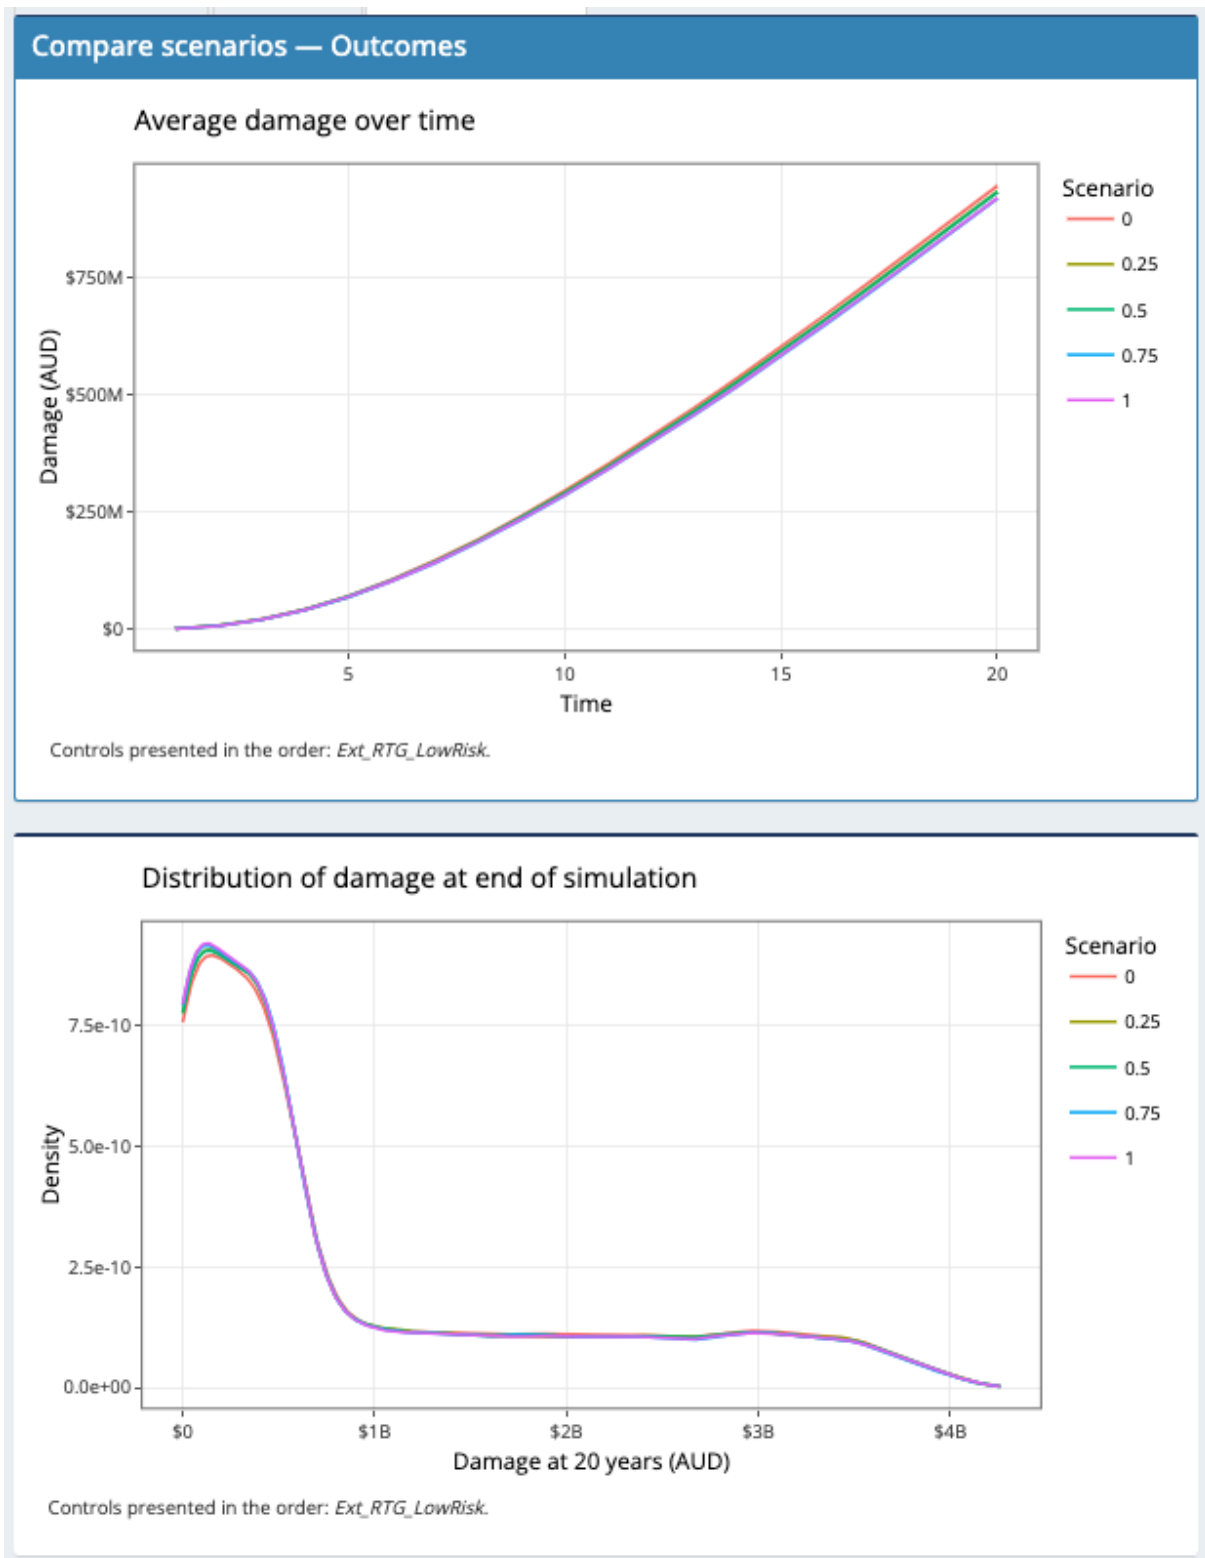 Compare scenarios — Outcomes
Average damage over time
Damage (AUD)
$750M
$500M
$250M
$0
5 10 15 20
Time
Scenario
0
0.25
0.5
0.75
1
Controls presented in the order: Ext_RTG_LowRisk.
Distribution of damage at end of simulation
Density
7.5e-10
5.0e-10
2.5e-10
0.0e+00
$0 $1B $2B $3B $4B
Damage at 20 years (AUD)
Scenario
0
0.25
0.5
0.75
1
Controls presented in the order: Ext_RTG_LowRisk.